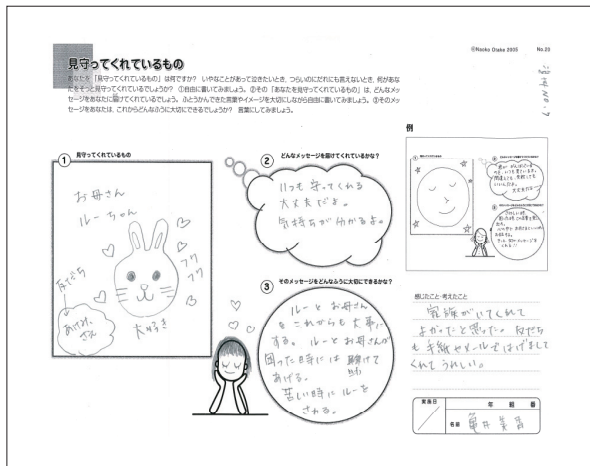 ©Naoko Otake 2005 No.20
見守ってくれているもの
あなたを「見守ってくれているもの」は何ですか? いやなことがあって泣きたいとき、つらいのにだれにも言えないとき、何があな
たをそっと見守ってくれているでしょうか? ①自由に書いてみましょう。②その「あなたを見守ってくれているもの」は、どんなメッ
セージをあなたに届けてくれているでしょう。ふとうかんできた言葉やイメージを大切にしながら自由に書いてみましょう。③そのメッ
セージをあなたは、これからどんなふうに大切にできるでしょうか? 言葉にしてみましょう。
NO.7
① 見守ってくれているもの
お母さん
ルーちゃん
フワ
フワ
友だち
さん
大好き
② どんなメッセージを届けてくれているかな?
いつも守ってくれる
大丈夫だよ。
気持ちが分かるよ。
③ そのメッセージをどんなふうに大切にできるかな?
ルーとお母さん
をこれからも大事に
する。ルーとお母さんが
困った時には助けて
あげる。
苦しい時にルーを
さわる。
例
感じたこと・考えたこと
家族がいてくれて
よかったと思った。友だち
も手紙やメールではげまして
くれてうれしい。
実施日
年 組 番
名前 亀井美香